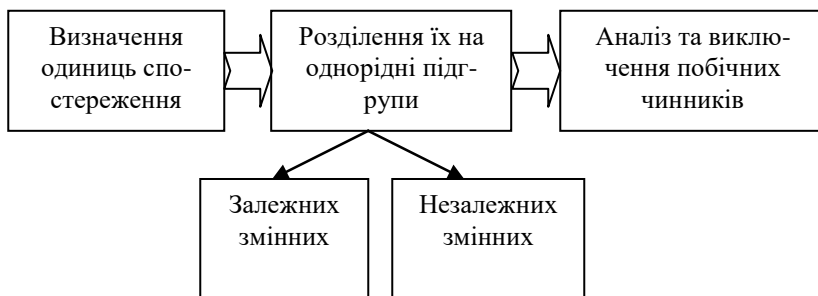 Визначення
одиниць спо-
стереження
Розділення їх на
однорідні підг-
рупи
Аналіз та виклю-
чення побічних
чинників
Залежних
змінних
Незалежних
змінних